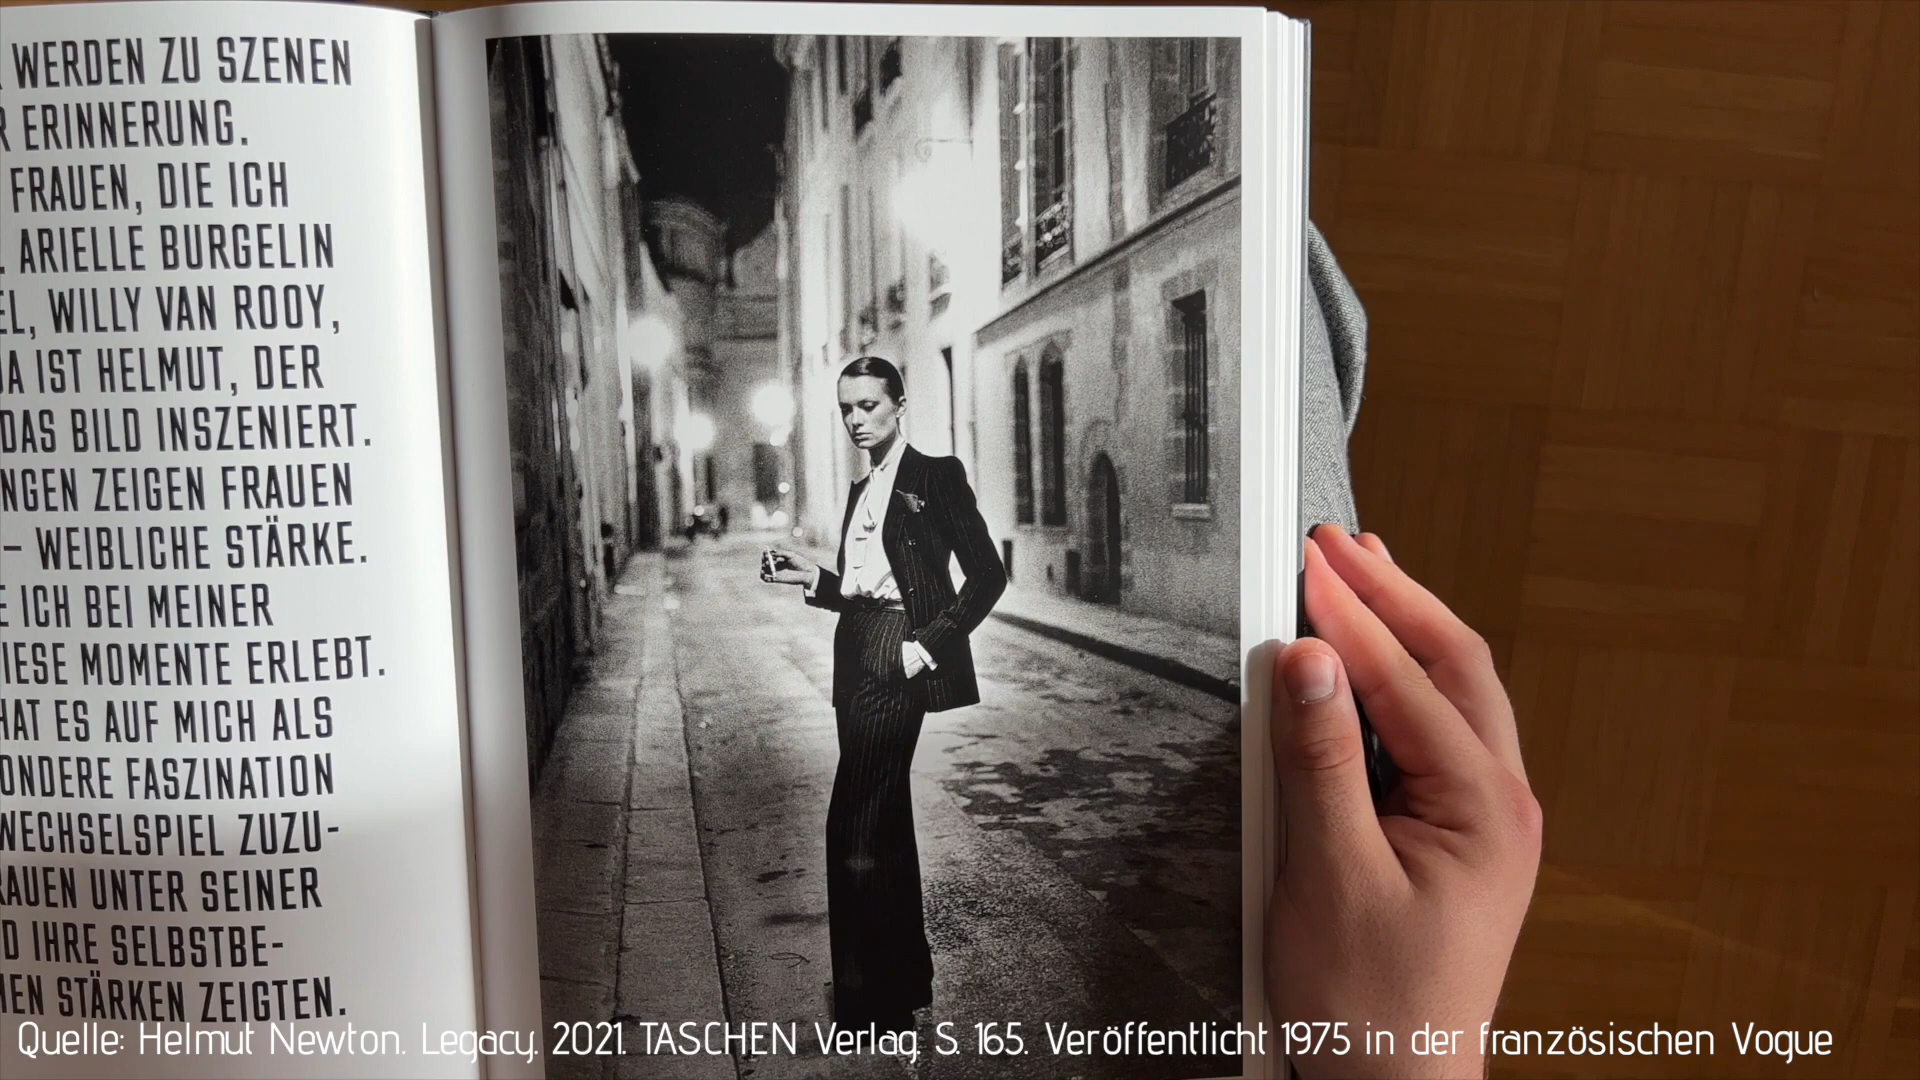 WERDEN ZU SZENEN
R ERINNERUNG.
FRAUEN, DIE ICH
. ARIELLE BURGELIN
EL, WILLY VAN ROOY,
DA IST HELMUT, DER
DAS BILD INSZENIERT.
NGEN ZEIGEN FRAUEN
– WEIBLICHE STÄRKE.
E ICH BEI MEINER
IESE MOMENTE ERLEBT.
HAT ES AUF MICH ALS
ONDERE FASZINATION
WECHSELSPIEL ZUZU-
RAUEN UNTER SEINER
D IHRE SELBSTBE-
HEN STÄRKEN ZEIGTEN.
Quelle: Helmut Newton. Legacy. 2021. TASCHEN Verlag. S. 165. Veröffentlicht 1975 in der französischen Vogue